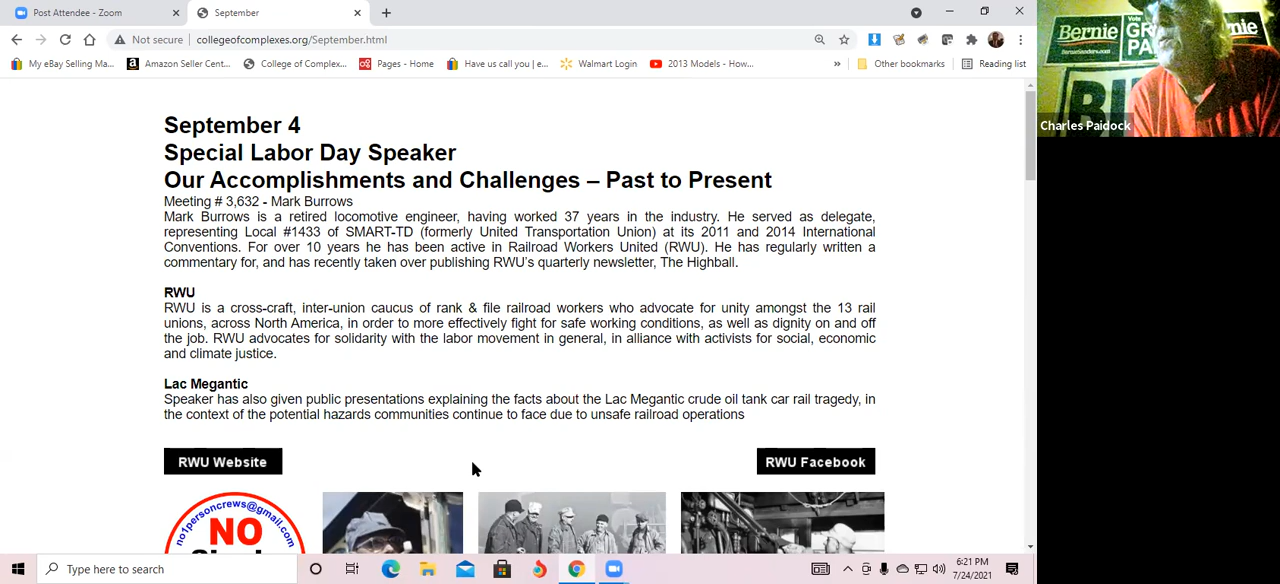 Post Attendee - Zoom
September
Not secure
collegeofcomplexes.org/September.html
My eBay Selling Ma...
Amazon Seller Cent...
College of Complex...
Pages - Home
Have us call you | e...
Walmart Login
2013 Models - How...
»
Other bookmarks
Reading list
September 4
Special Labor Day Speaker
Our Accomplishments and Challenges – Past to Present
Meeting # 3,632 - Mark Burrows
Mark Burrows is a retired locomotive engineer, having worked 37 years in the industry. He served as delegate,
representing Local #1433 of SMART-TD (formerly United Transportation Union) at its 2011 and 2014 International
Conventions. For over 10 years he has been active in Railroad Workers United (RWU). He has regularly written a
commentary for, and has recently taken over publishing RWU's quarterly newsletter, The Highball.
RWU
RWU is a cross-craft, inter-union caucus of rank & file railroad workers who advocate for unity amongst the 13 rail
unions, across North America, in order to more effectively fight for safe working conditions, as well as dignity on and off
the job. RWU advocates for solidarity with the labor movement in general, in alliance with activists for social, economic
and climate justice.
Lac Megantic
Speaker has also given public presentations explaining the facts about the Lac Megantic crude oil tank car rail tragedy, in
the context of the potential hazards communities continue to face due to unsafe railroad operations
RWU Website
RWU Facebook
no1personcrews@gmail.com
NO
Bernie
BernieSanders.com
Vote
GR
PA
nie
Charles Paidock
Type here to search
6:21 PM
7/24/2021